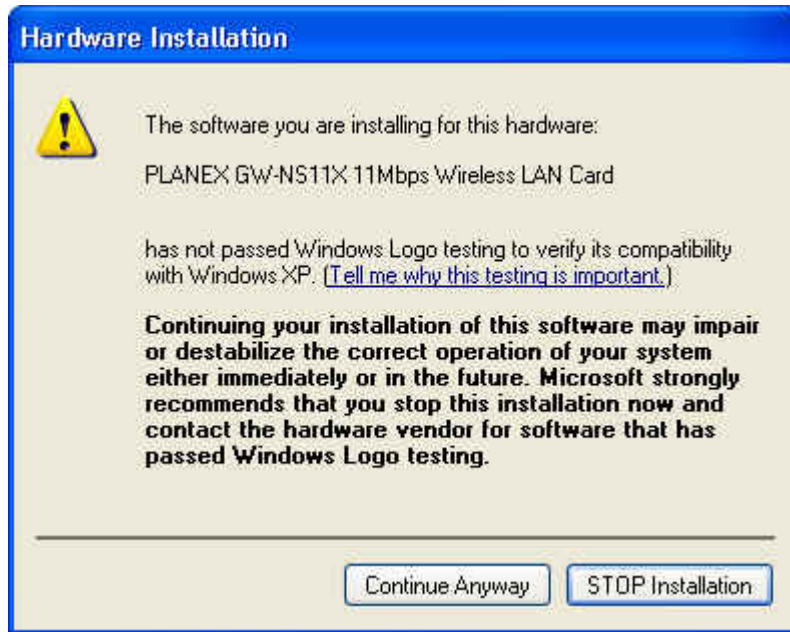 Hardware Installation
The software you are installing for this hardware:
PLANEX GW-NS11X 11Mbps Wireless LAN Card
has not passed Windows Logo testing to verify its compatibility
with Windows XP. (Tell me why this testing is important.)
Continuing your installation of this software may impair
or destabilize the correct operation of your system
either immediately or in the future. Microsoft strongly
recommends that you stop this installation now and
contact the hardware vendor for software that has
passed Windows Logo testing.
Continue Anyway
STOP Installation